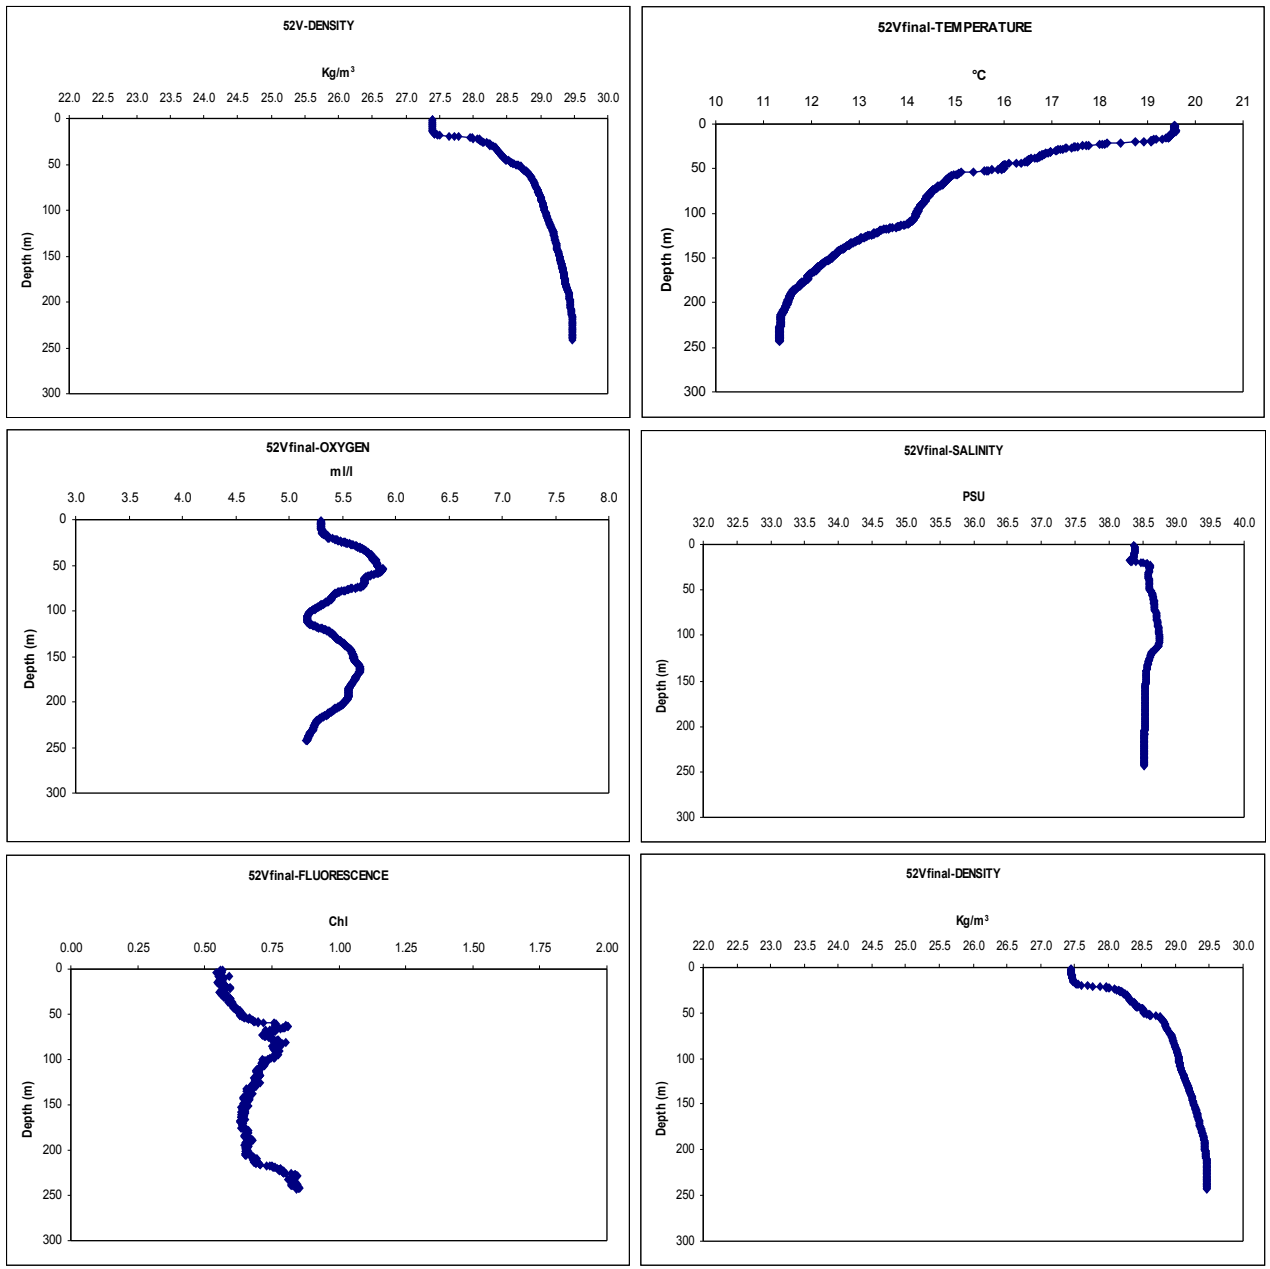 52V-DENSITY
Kg/m³
22.0 22.5 23.0 23.5 24.0 24.5 25.0 25.5 26.0 26.5 27.0 27.5 28.0 28.5 29.0 29.5 30.0
0
50
100
150
200
250
300
Depth (m)
52Vfinal-TEMPERATURE
°C
10 11 12 13 14 15 16 17 18 19 20 21
0
50
100
150
200
250
300
Depth (m)
52Vfinal-OXYGEN
ml/l
3.0 3.5 4.0 4.5 5.0 5.5 6.0 6.5 7.0 7.5 8.0
0
50
100
150
200
250
300
Depth (m)
52Vfinal-SALINITY
PSU
32.0 32.5 33.0 33.5 34.0 34.5 35.0 35.5 36.0 36.5 37.0 37.5 38.0 38.5 39.0 39.5 40.0
0
50
100
150
200
250
300
Depth (m)
52Vfinal-FLUORESCENCE
Chl
0.00 0.25 0.50 0.75 1.00 1.25 1.50 1.75 2.00
0
50
100
150
200
250
300
Depth (m)
52Vfinal-DENSITY
Kg/m³
22.0 22.5 23.0 23.5 24.0 24.5 25.0 25.5 26.0 26.5 27.0 27.5 28.0 28.5 29.0 29.5 30.0
0
50
100
150
200
250
300
Depth (m)